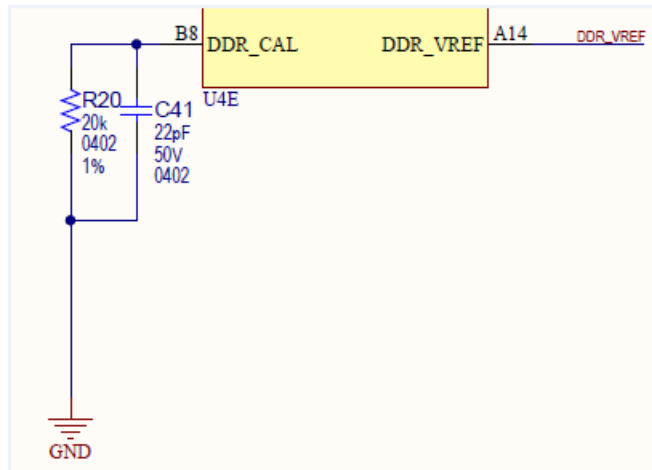 B8
DDR_CAL
DDR_VREF
A14
DDR_VREF
U4E
R20
20k
0402
1%
C41
22pF
50V
0402
GND